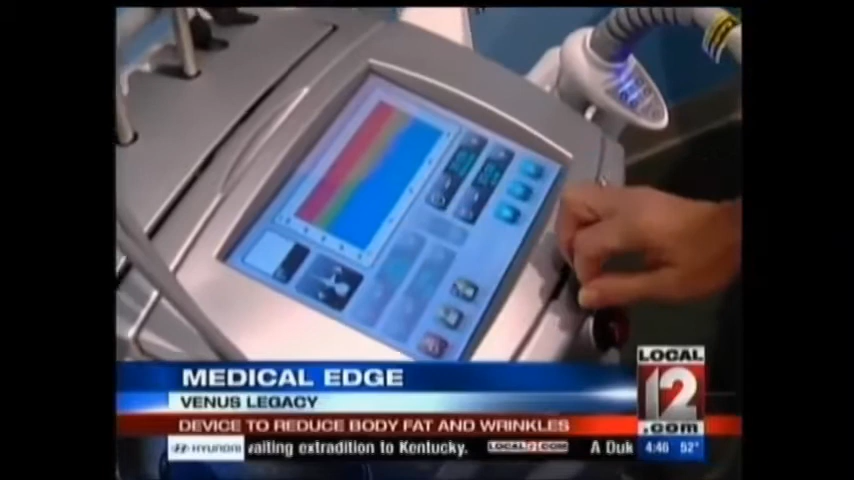 MEDICAL EDGE
VENUS LEGACY
DEVICE TO REDUCE BODY FAT AND WRINKLES
LOCAL
12
.com
HYUNDAI
waiting extradition to Kentucky.
LOCAL12.COM
A Duk
4:46 52°